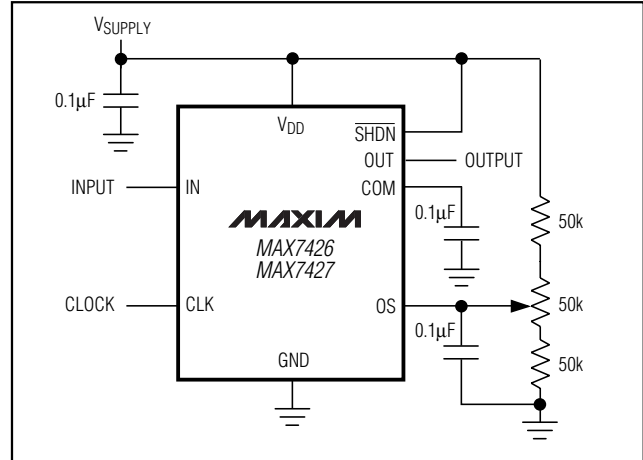 VSUPPLY
0.1µF
VDD
SHDN
OUT
OUTPUT
INPUT
IN
COM
MAXIM
MAX7426
MAX7427
0.1µF
50k
CLOCK
CLK
OS
50k
0.1µF
GND
50k